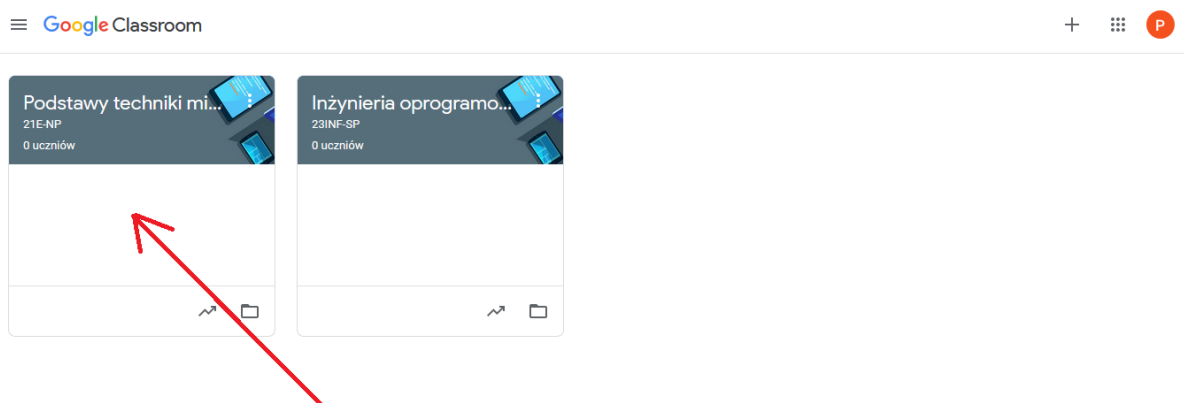 Google Classroom
P
Podstawy techniki mi...
21E-NP
0 uczniów
Inżynieria oprogramo...
23INF-SP
0 uczniów